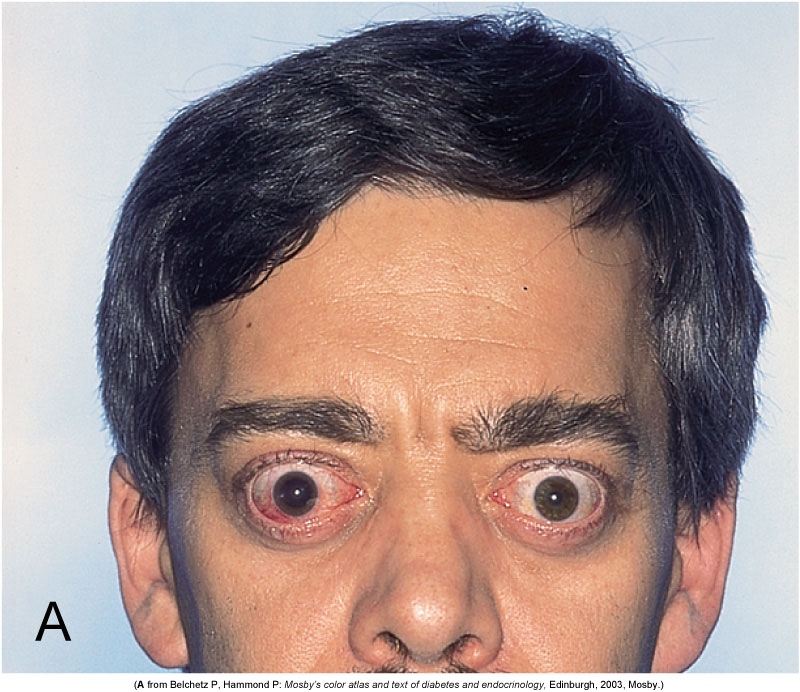 A
(A from Belchetz P, Hammond P: Mosby's color atlas and text of diabetes and endocrinology, Edinburgh, 2003, Mosby.)